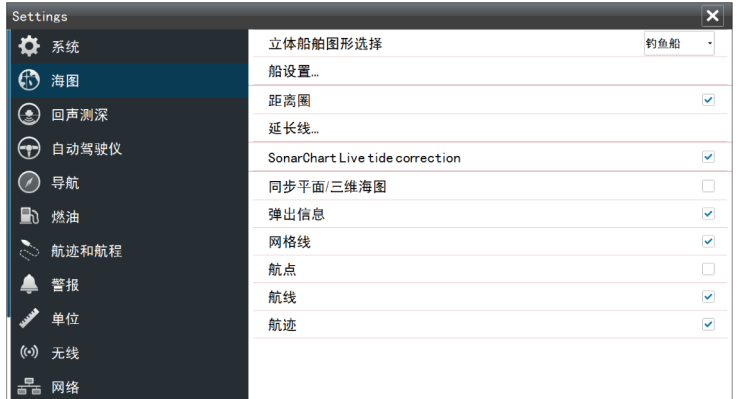 Settings
系统
海图
回声测深
自动驾驶仪
导航
燃油
航迹和航程
警报
单位
无线
网络
立体船舶图形选择 钓鱼船
船设置…
距离圈
延长线…
SonarChart Live tide correction
同步平面/三维海图
弹出信息
网格线
航点
航线
航迹